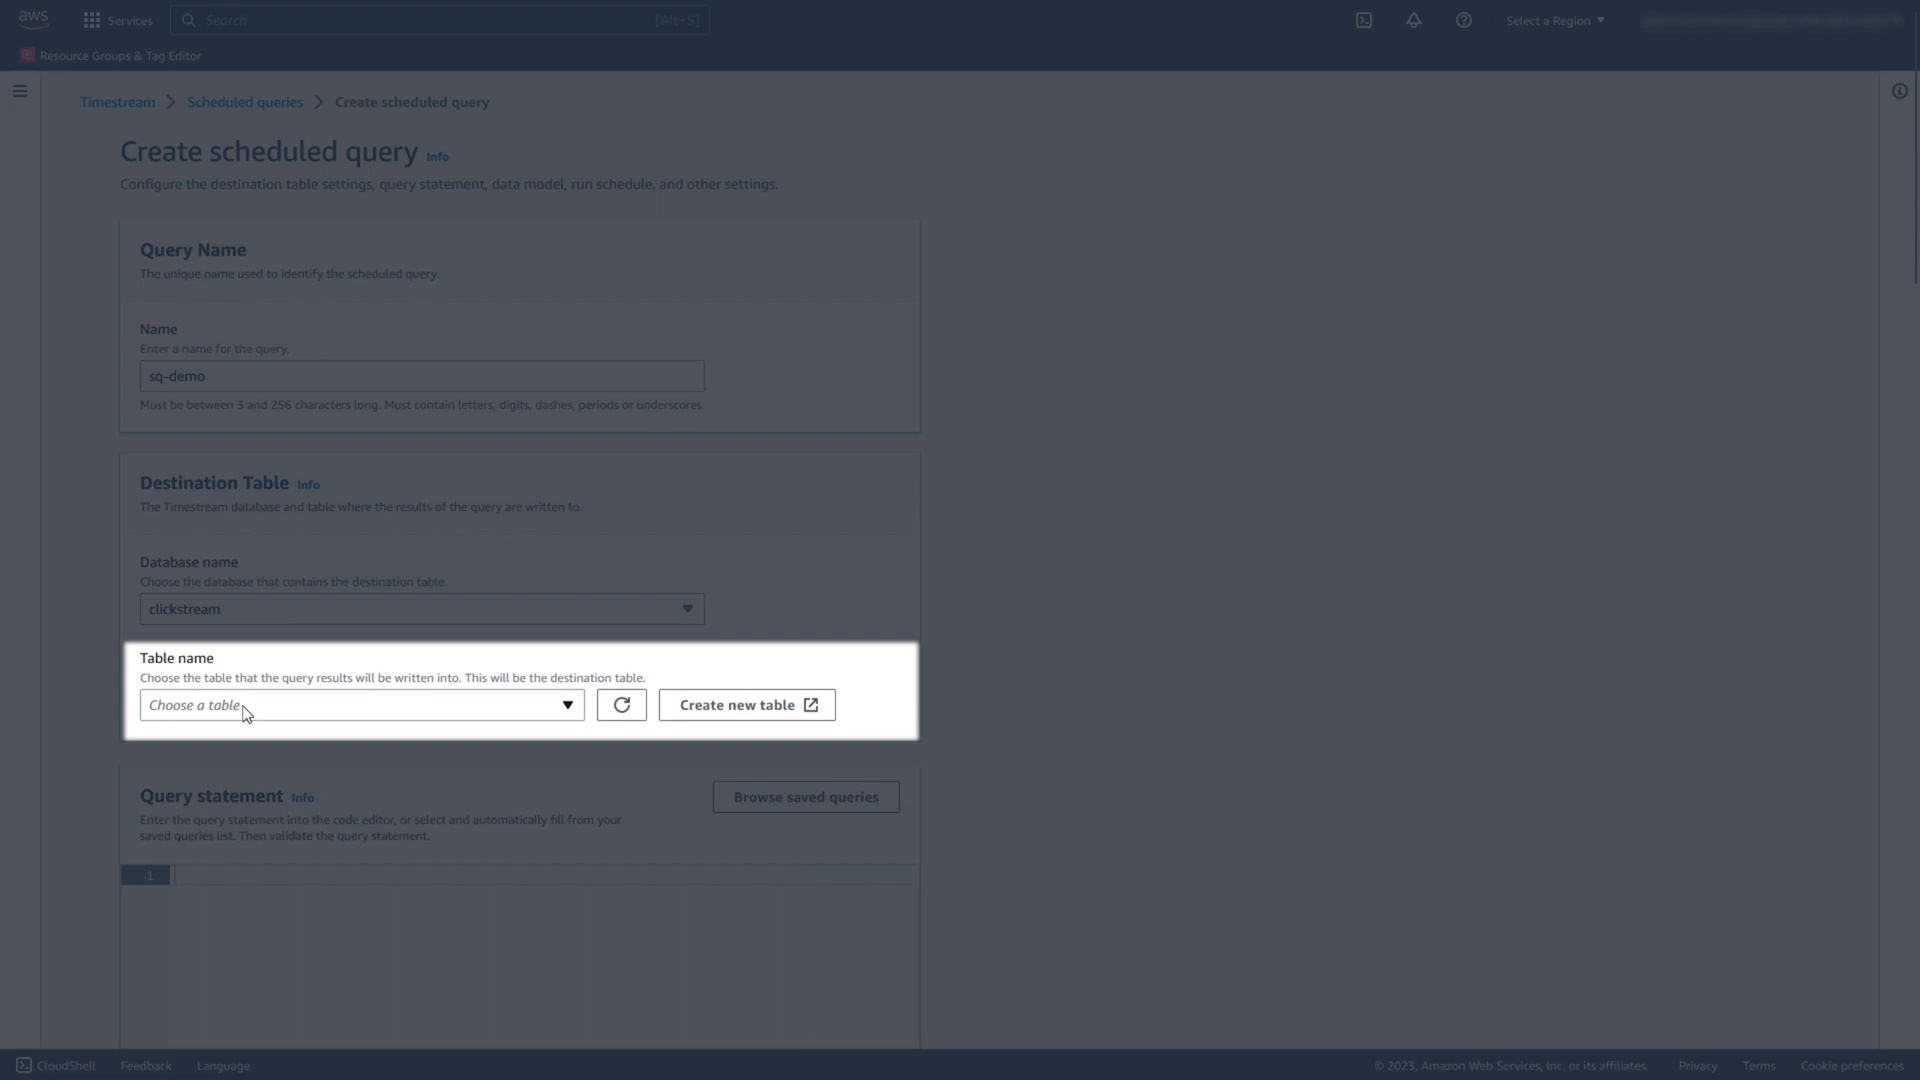 aws
Services
Search
[Alt+S]
Select a Region
Resource Groups & Tag Editor
Timestream
Scheduled queries
Create scheduled query
Create scheduled query Info
Configure the destination table settings, query statement, data model, run schedule, and other settings.
Query Name
The unique name used to identify the scheduled query.
Name
Enter a name for the query.
sq-demo
Must be between 3 and 256 characters long. Must contain letters, digits, dashes, periods or underscores.
Destination Table Info
The Timestream database and table where the results of the query are written to.
Database name
Choose the database that contains the destination table.
clickstream
Table name
Choose the table that the query results will be written into. This will be the destination table.
Choose a table
Create new table
Query statement Info
Browse saved queries
Enter the query statement into the code editor, or select and automatically fill from your
saved queries list. Then validate the query statement.
1
CloudShell
Feedback
Language
© 2023, Amazon Web Services, Inc. or its affiliates.
Privacy
Terms
Cookie preferences